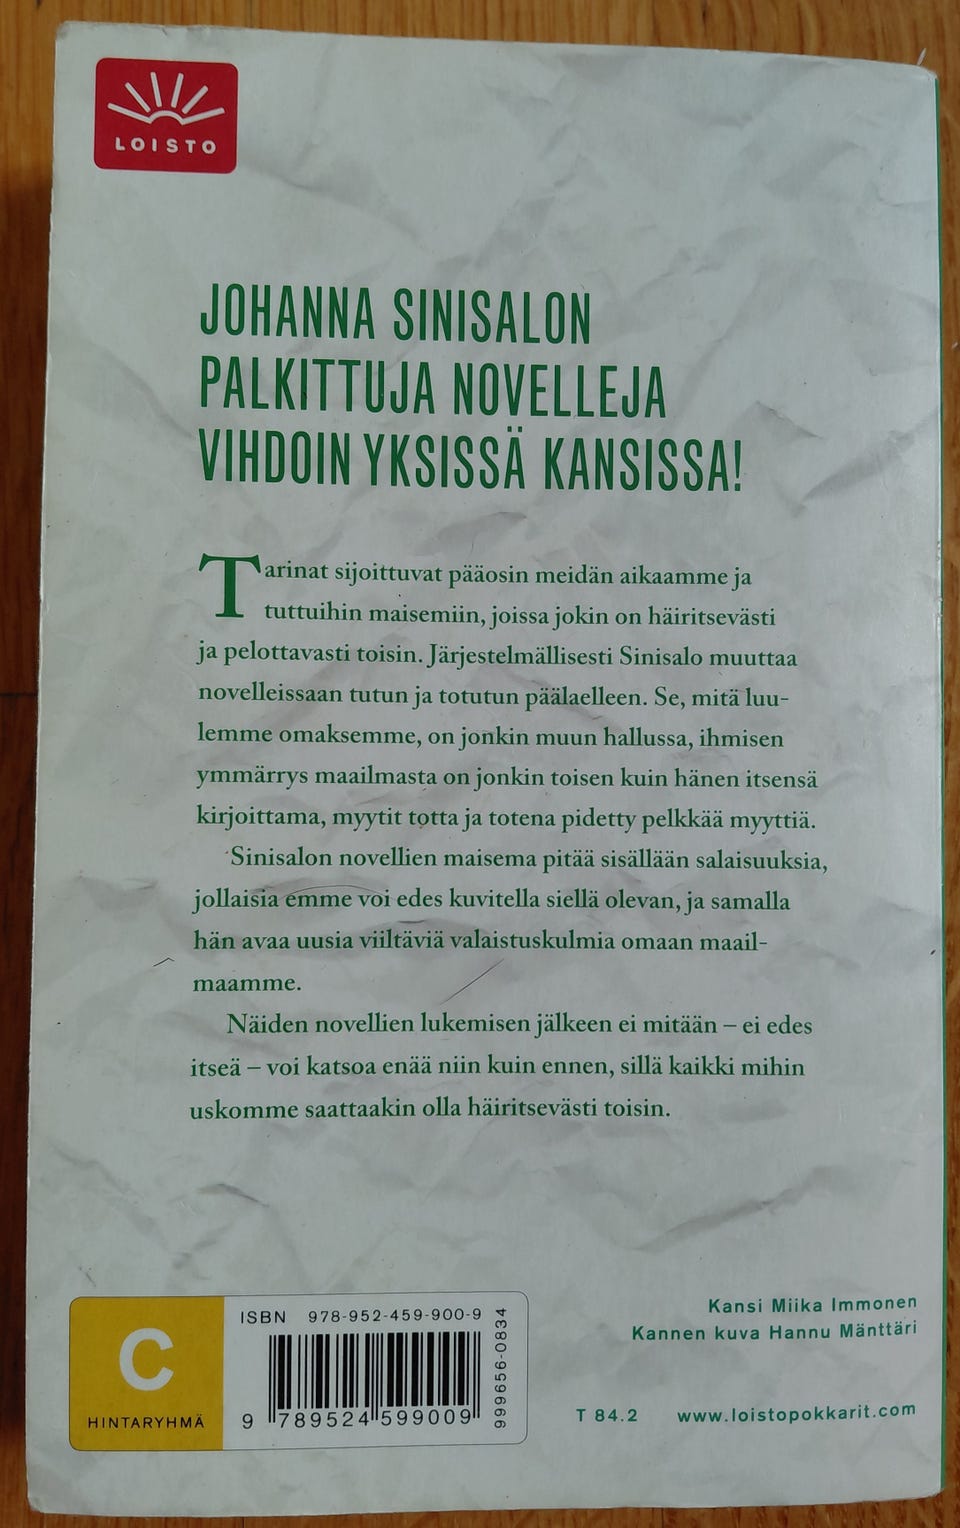 LOISTO
JOHANNA SINISALON
PALKITTUJA NOVELLEJA
VIHDOIN YKSISSÄ KANSISSA!
Tarinat sijoittuvat pääosin meidän aikaamme ja
tuttuihin maisemiin, joissa jokin on häiritsevästi
ja pelottavasti toisin. Järjestelmällisesti Sinisalo muuttaa
novelleissaan tutun ja totutun päälaelleen. Se, mitä luu-
lemme omaksemme, on jonkin muun hallussa, ihmisen
ymmärrys maailmasta on jonkin toisen kuin hänen itsensä
kirjoittama, myytit totta ja totena pidetty pelkkää myyttiä.
Sinisalon novellien maisema pitää sisällään salaisuuksia,
jollaisia emme voi edes kuvitella siellä olevan, ja samalla
hän avaa uusia viiltäviä valaistuskulmia omaan maail-
maamme.
Näiden novellien lukemisen jälkeen ei mitään – ei edes
itseä – voi katsoa enää niin kuin ennen, sillä kaikki mihin
uskomme saattaakin olla häiritsevästi toisin.
C
HINTARYHMÄ
ISBN 978-952-459-900-9
9 789524 599009
999656-0834
Kansi Miika Immonen
Kannen kuva Hannu Mänttäri
T 84.2 www.loistopokkarit.com